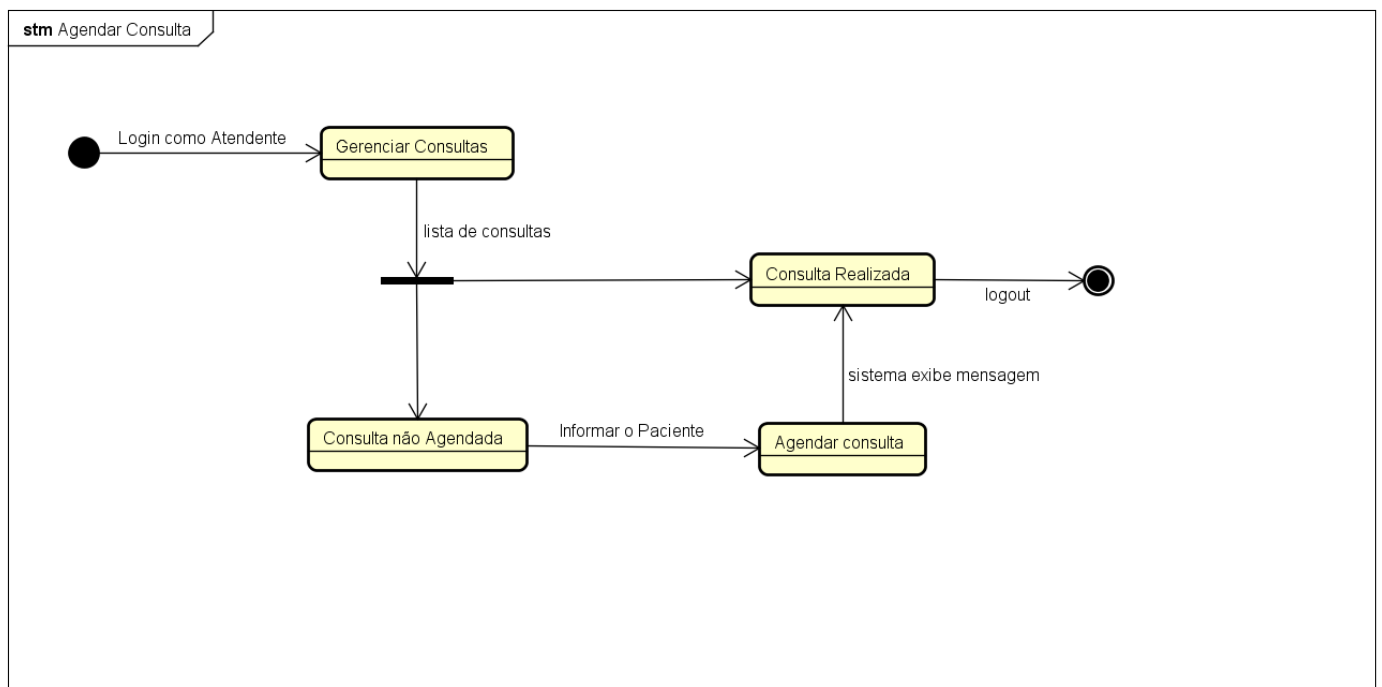 stm Agendar Consulta
Login como Atendente
Gerenciar Consultas
lista de consultas
Consulta Realizada
logout
sistema exibe mensagem
Consulta não Agendada
Informar o Paciente
Agendar consulta